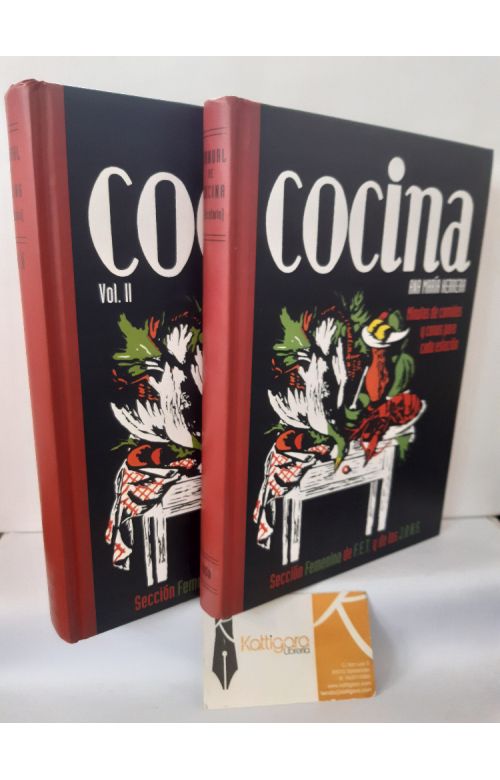 COCINA
ANA MARÍA HERRERA
Minutas de comidas
y cenas para
cada estación
Sección Femenina de F.E.T. y de las J.O.N.S.
MANUAL
DE
COCINA
COC
Vol. II
Sección Feme
Kattigara
Librería